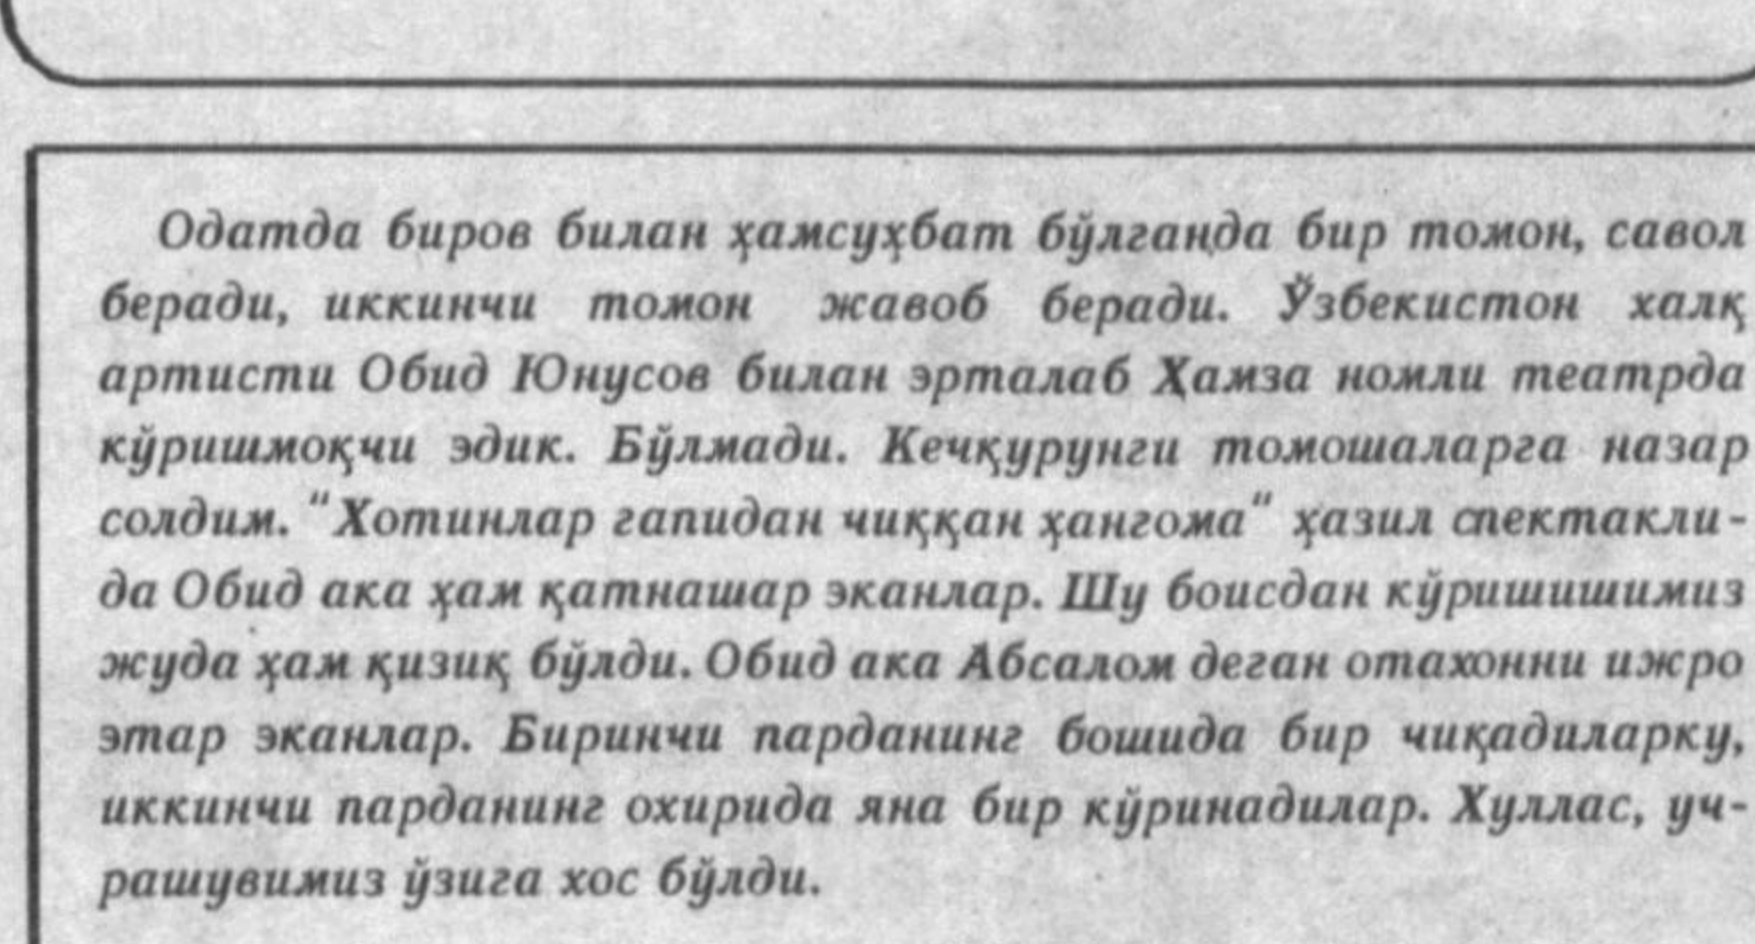 Одатда биров билан ҳамсуҳбат бўлганда бир томон, савол
беради, иккинчи томон жавоб беради. Ўзбекистон халқ
артисти Обид Юнусов билан эрталаб Ҳамза номли театрда
кўришмоқчи эдик. Бўлмади. Кечқурунги томошаларга назар
солдим. "Хотинлар гапидан чиққан ҳангома" ҳазил спектакли-
да Обид ака ҳам қатнашар эканлар. Шу боисдан кўришишимиз
жуда ҳам қизиқ бўлди. Обид ака Абсалом деган отахонни ижро
этар эканлар. Биринчи парданинг бошида бир чиқадиларку,
иккинчи парданинг охирида яна бир кўринадилар. Хуллас, уч-
рашувимиз ўзига хос бўлди.